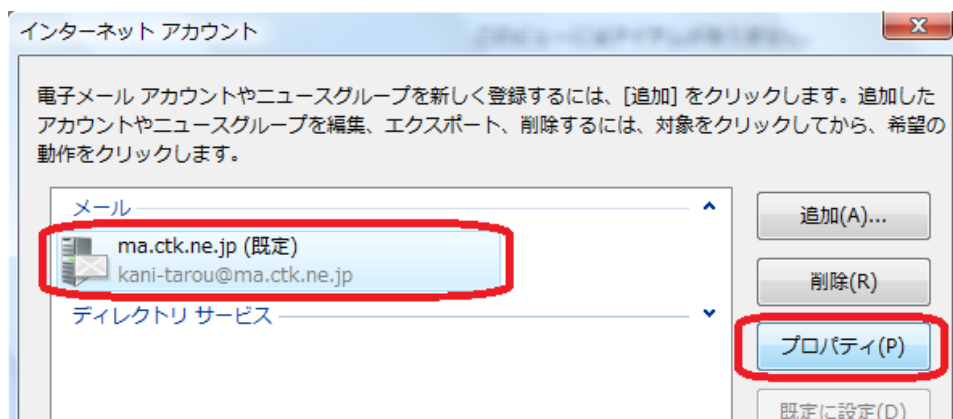 インターネット アカウント
電子メール アカウントやニュースグループを新しく登録するには、[追加] をクリックします。追加した
アカウントやニュースグループを編集、エクスポート、削除するには、対象をクリックしてから、希望の
動作をクリックします。
メール
追加(A)...
ma.ctk.ne.jp (既定)
kani-tarou@ma.ctk.ne.jp
削除(R)
ディレクトリ サービス
プロパティ(P)
既定に設定(D)